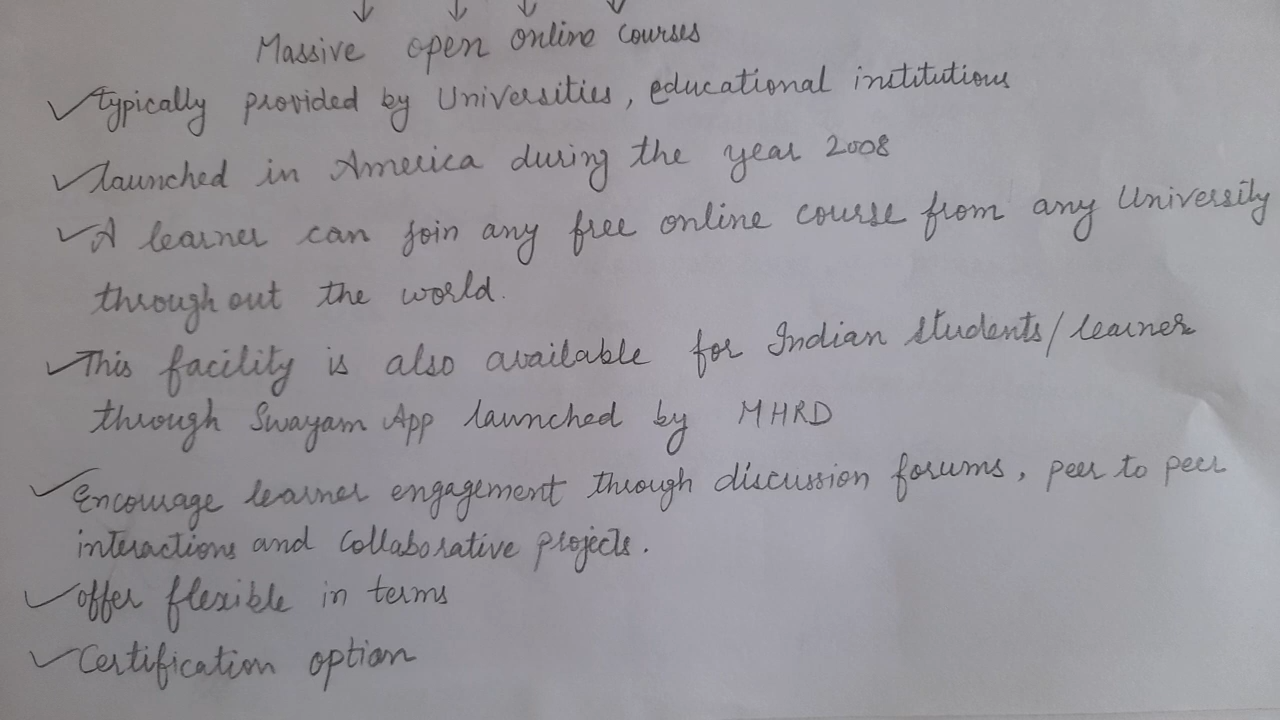 Massive open online courses
typically provided by Universities, educational institutions
launched in America during the year 2008
A learner can join any free online course from any University
throughout the world.
This facility is also available for Indian students/learner
through Swayam App launched by MHRD
Encourage learner engagement through discussion forums, peer to peer
interactions and collaborative projects.
offer flexible in terms
Certification option